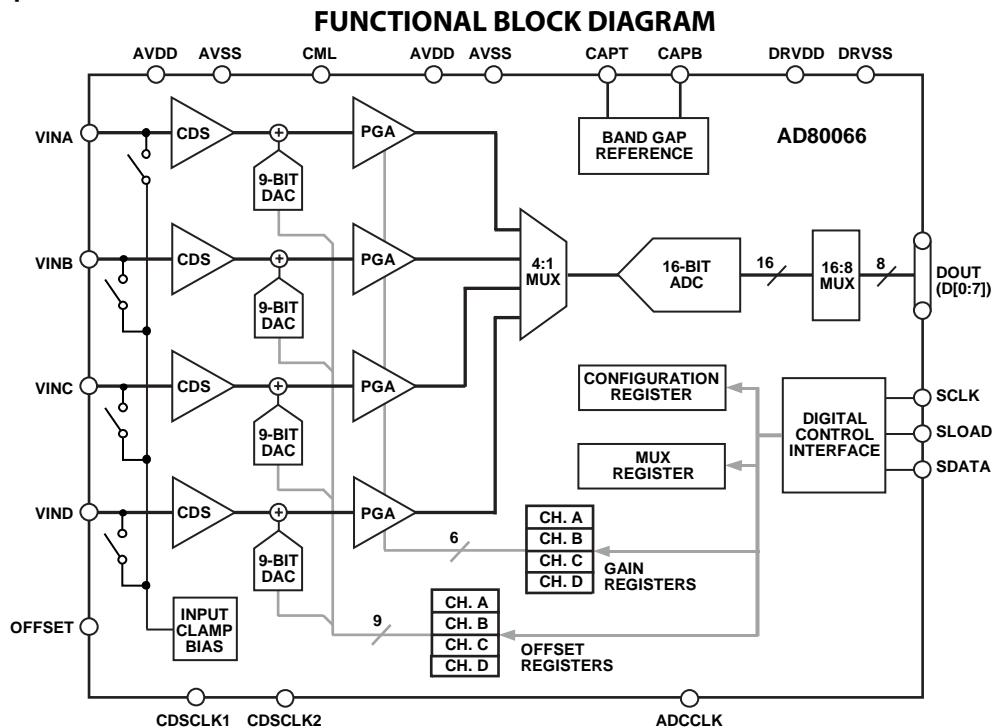 FUNCTIONAL BLOCK DIAGRAM
AVDD AVSS CML AVDD AVSS CAPT CAPB DRVDD DRVSS
AD80066
BAND GAP
REFERENCE
VINA
CDS
+
PGA
9-BIT
DAC
VINB
CDS
+
PGA
9-BIT
DAC
4:1
MUX
16-BIT
ADC
16
16:8
MUX
8
DOUT
(D[0:7])
VINC
CDS
+
PGA
9-BIT
DAC
CONFIGURATION
REGISTER
MUX
REGISTER
DIGITAL
CONTROL
INTERFACE
SCLK
SLOAD
SDATA
VIND
CDS
+
PGA
9-BIT
DAC
6
CH. A
CH. B
CH. C
CH. D
GAIN
REGISTERS
OFFSET
INPUT
CLAMP
BIAS
9
CH. A
CH. B
CH. C
CH. D
OFFSET
REGISTERS
CDSCLK1 CDSCLK2 ADCCLK